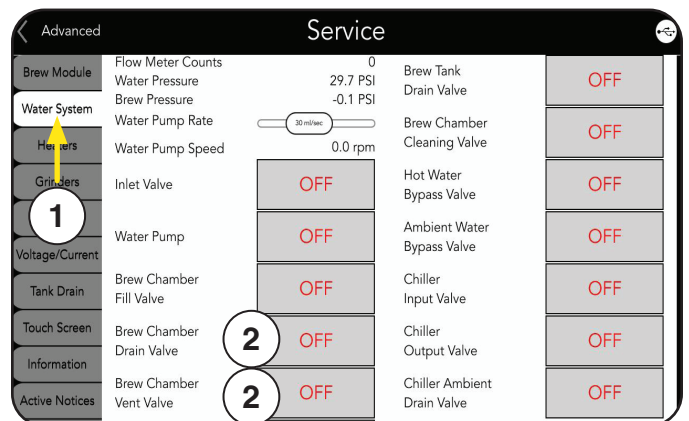 Advanced
Service
Brew Module
Water System
Heaters
Grinders
1
Voltage/Current
Tank Drain
Touch Screen
Information
Active Notices
Flow Meter Counts 0
Water Pressure 29.7 PSI
Brew Pressure -0.1 PSI
Water Pump Rate 30 ml/sec
Water Pump Speed 0.0 rpm
Inlet Valve OFF
Water Pump OFF
Brew Chamber
Fill Valve OFF
Brew Chamber
Drain Valve 2 OFF
Brew Chamber
Vent Valve 2 OFF
Brew Tank
Drain Valve OFF
Brew Chamber
Cleaning Valve OFF
Hot Water
Bypass Valve OFF
Ambient Water
Bypass Valve OFF
Chiller
Input Valve OFF
Chiller
Output Valve OFF
Chiller Ambient
Drain Valve OFF